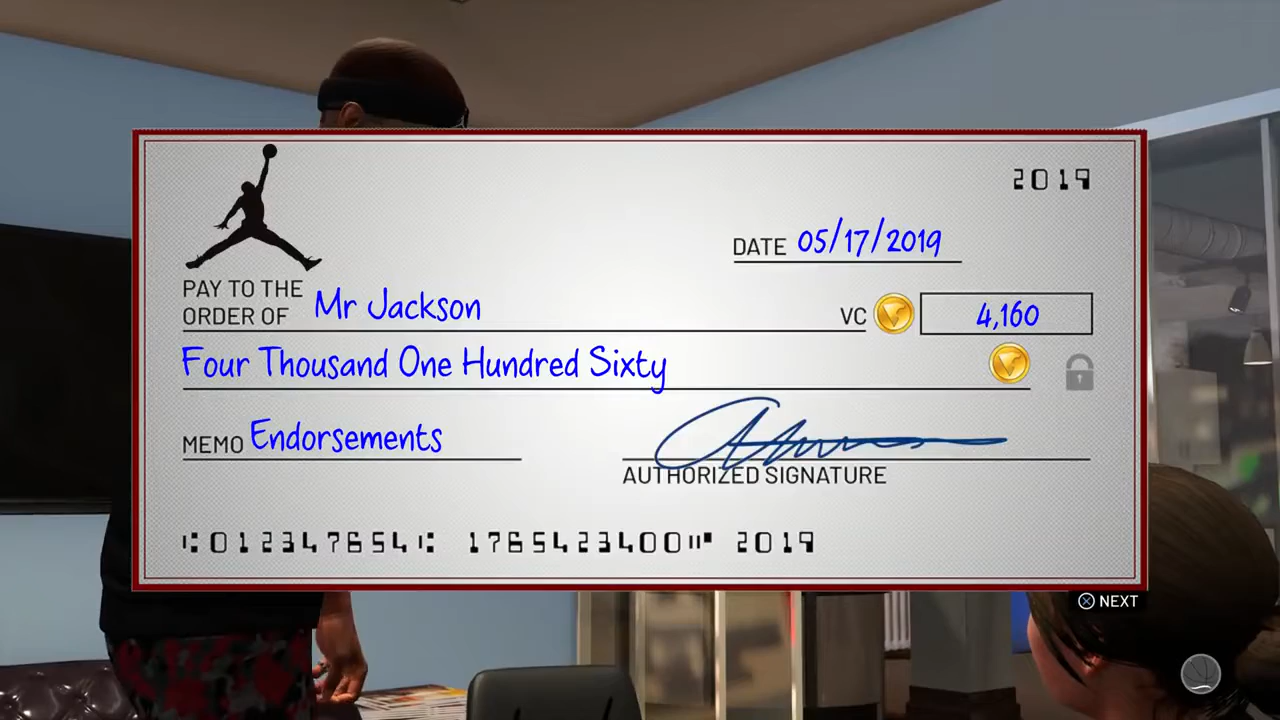 2019
DATE 05/17/2019
PAY TO THE
ORDER OF Mr Jackson
VC 4,160
Four Thousand One Hundred Sixty
MEMO Endorsements
AUTHORIZED SIGNATURE
⑆012347654⑆ 1765423400⑈ 2019
NEXT